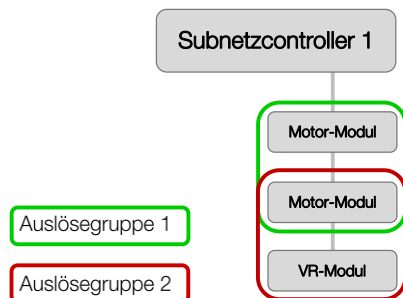 Subnetzcontroller 1
Motor-Modul
Motor-Modul
Auslösegruppe 1
VR-Modul
Auslösegruppe 2